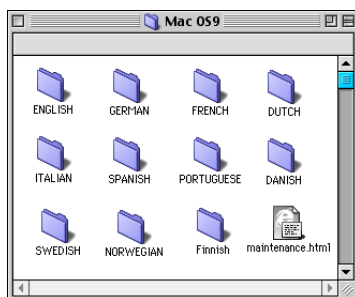 Mac OS9
ENGLISH GERMAN FRENCH DUTCH
ITALIAN SPANISH PORTUGUESE DANISH
SWEDISH NORWEGIAN Finnish maintenance.html